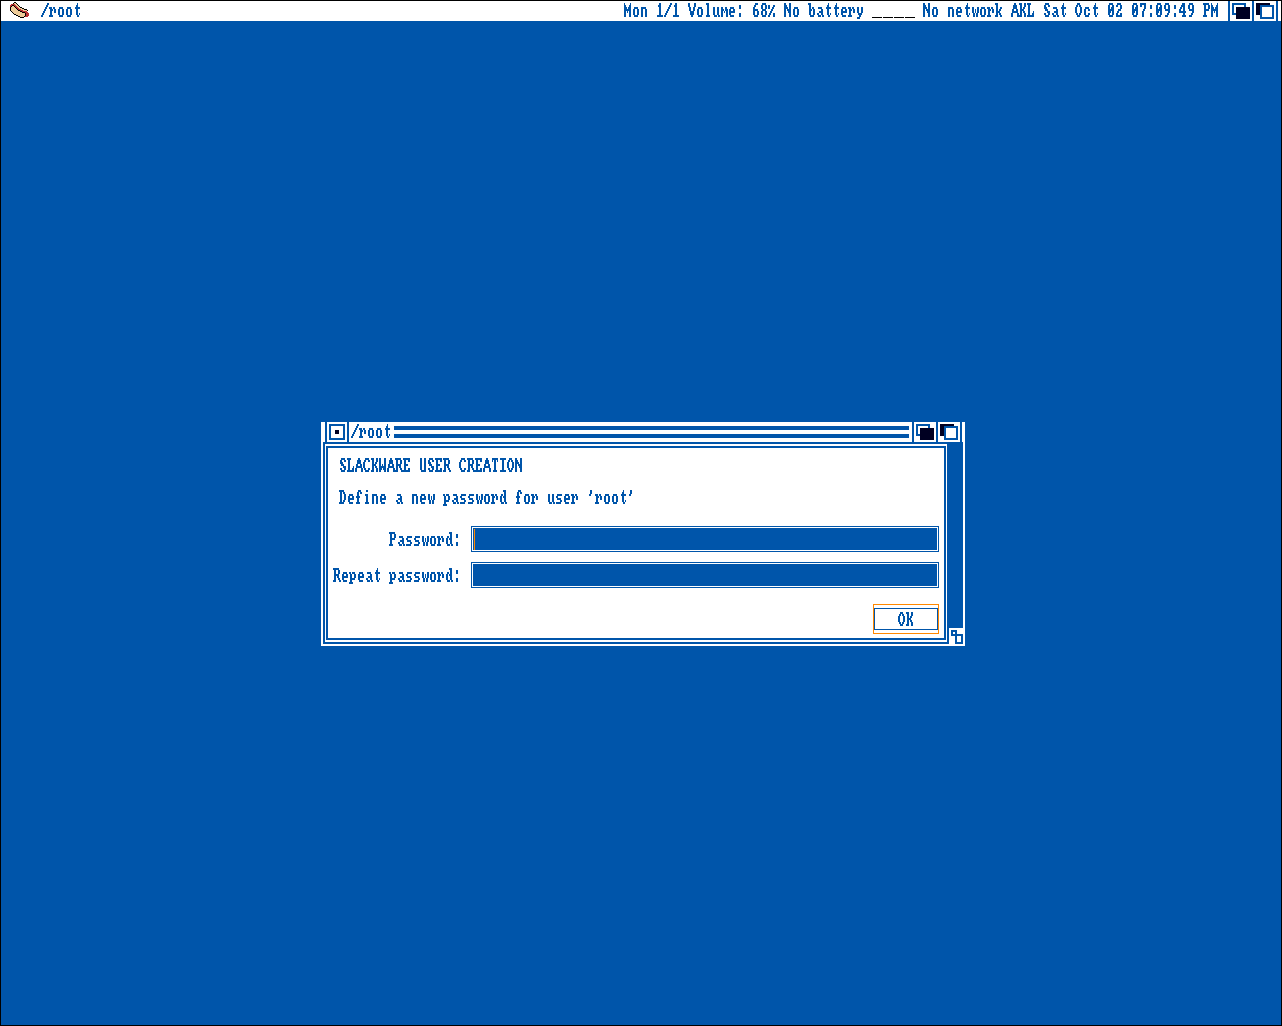 /root Mon 1/1 Volume: 68% No battery ____ No network AKL Sat Oct 02 07:09:49 PM
/root
SLACKWARE USER CREATION
Define a new password for user 'root'
Password:
Repeat password:
OK